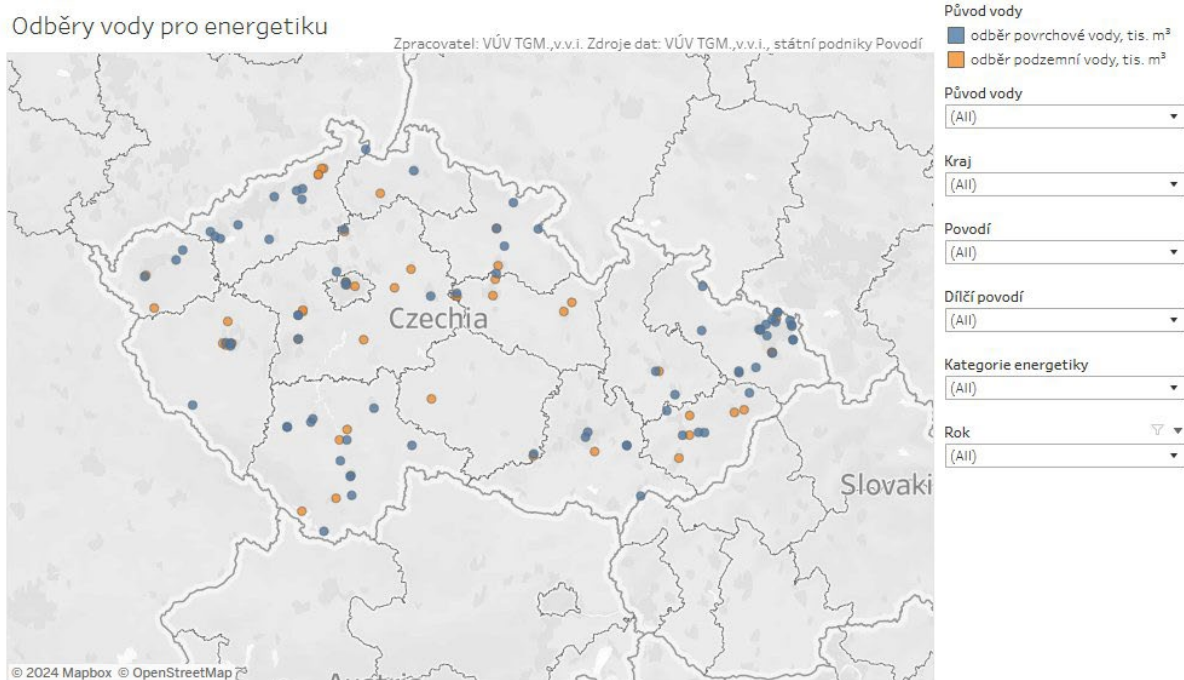 Odběry vody pro energetiku
Zpracovatel: VÚV TGM.,v.v.i. Zdroje dat: VÚV TGM.,v.v.i., státní podniky Povodí
Czechia
Slovaki
© 2024 Mapbox © OpenStreetMap
Původ vody
odběr povrchové vody, tis. m³
odběr podzemní vody, tis. m³
Původ vody
(All)
Kraj
(All)
Povodí
(All)
Dílčí povodí
(All)
Kategorie energetiky
(All)
Rok
(All)